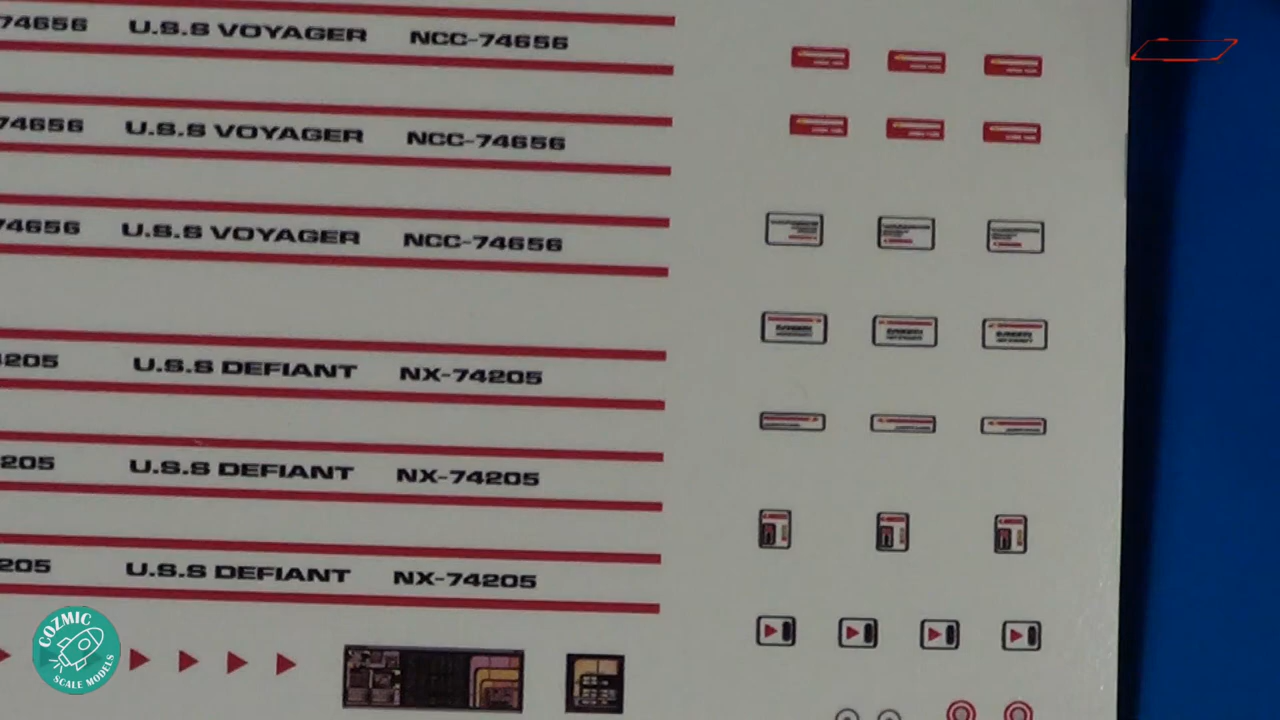 74656 U.S.S VOYAGER NCC-74656
74656 U.S.S VOYAGER NCC-74656
74656 U.S.S VOYAGER NCC-74656
4205 U.S.S DEFIANT NX-74205
205 U.S.S DEFIANT NX-74205
205 U.S.S DEFIANT NX-74205
COZMIC
SCALE MODELS